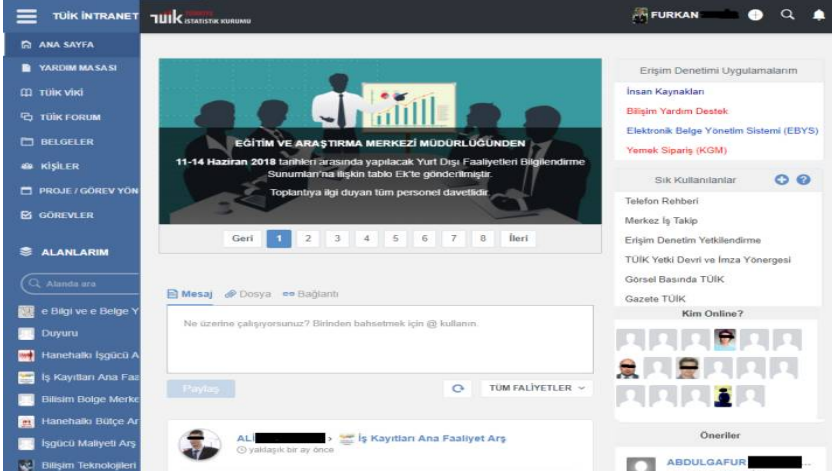 TÜİK İNTRANET
TÜİK TÜRKİYE İSTATİSTİK KURUMU
FURKAN
ANA SAYFA
YARDIM MASASI
TÜİK VİKİ
TÜİK FORUM
BELGELER
KİŞİLER
PROJE / GÖREV YÖN
GÖREVLER
ALANLARIM
Alanda ara
e Bilgi ve e Belge Y
Duyuru
Hanehalkı İşgücü A
İş Kayıtları Ana Faa
Bilisim Bolge Merke
Hanehalkı Bütçe Ar
İşgücü Maliyeti Arş
Bilişim Teknolojileri
EĞİTİM VE ARAŞTIRMA MERKEZİ MÜDÜRLÜĞÜNDEN
11-14 Haziran 2018 tarihleri arasında yapılacak Yurt Dışı Faaliyetleri Bilgilendirme
Sunumları'na ilişkin tablo Ek'te gönderilmiştir.
Toplantıya ilgi duyan tüm personel davetlidir.
Geri 1 2 3 4 5 6 7 8 İleri
Mesaj Dosya Bağlantı
Ne üzerine çalışıyorsunuz? Birinden bahsetmek için @ kullanın.
Paylaş
TÜM FALİYETLER
ALİ › İş Kayıtları Ana Faaliyet Arş
yaklaşık bir ay önce
Erişim Denetimi Uygulamalarım
İnsan Kaynakları
Bilişim Yardım Destek
Elektronik Belge Yönetim Sistemi (EBYS)
Yemek Sipariş (KGM)
Sık Kullanılanlar
Telefon Rehberi
Merkez İş Takip
Erişim Denetim Yetkilendirme
TÜİK Yetki Devri ve İmza Yönergesi
Görsel Basında TÜİK
Gazete TÜİK
Kim Online?
Öneriler
ABDULGAFUR ...